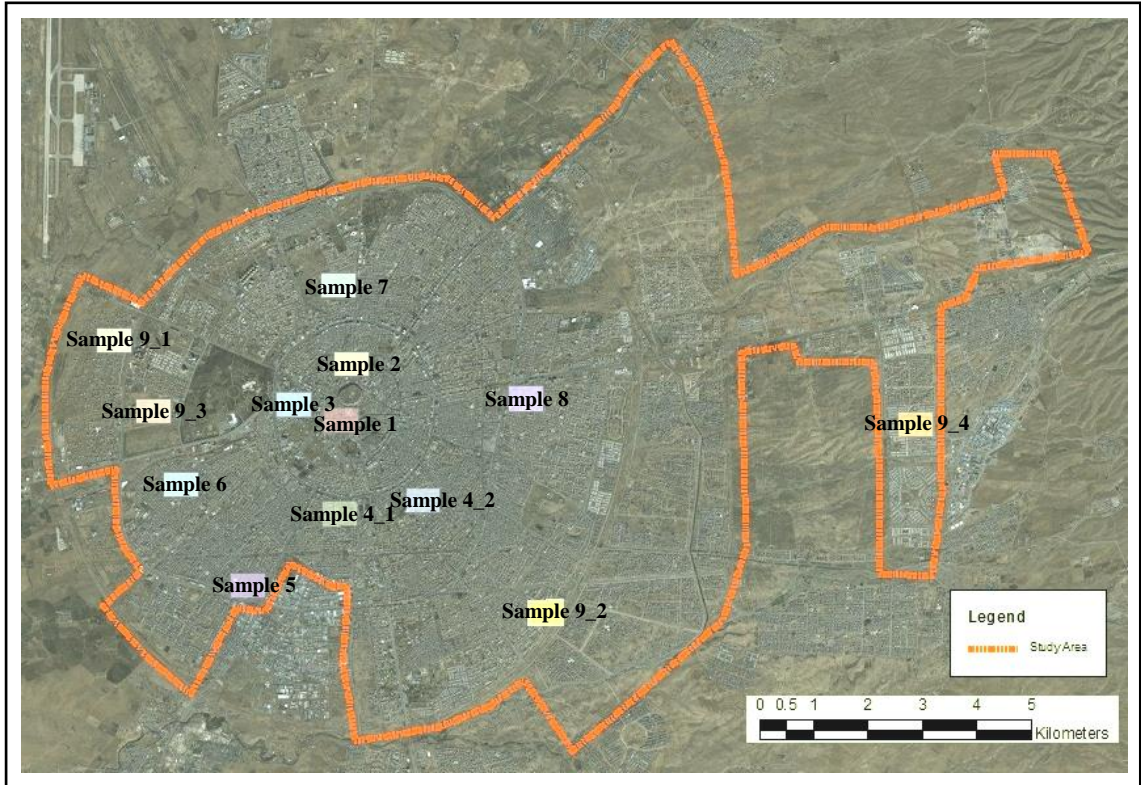 Sample 7
Sample 9_1
Sample 2
Sample 3
Sample 8
Sample 9_3
Sample 1
Sample 9_4
Sample 6
Sample 4_2
Sample 4_1
Sample 5
Sample 9_2
Legend
Study Area
0 0.5 1 2 3 4 5
Kilometers